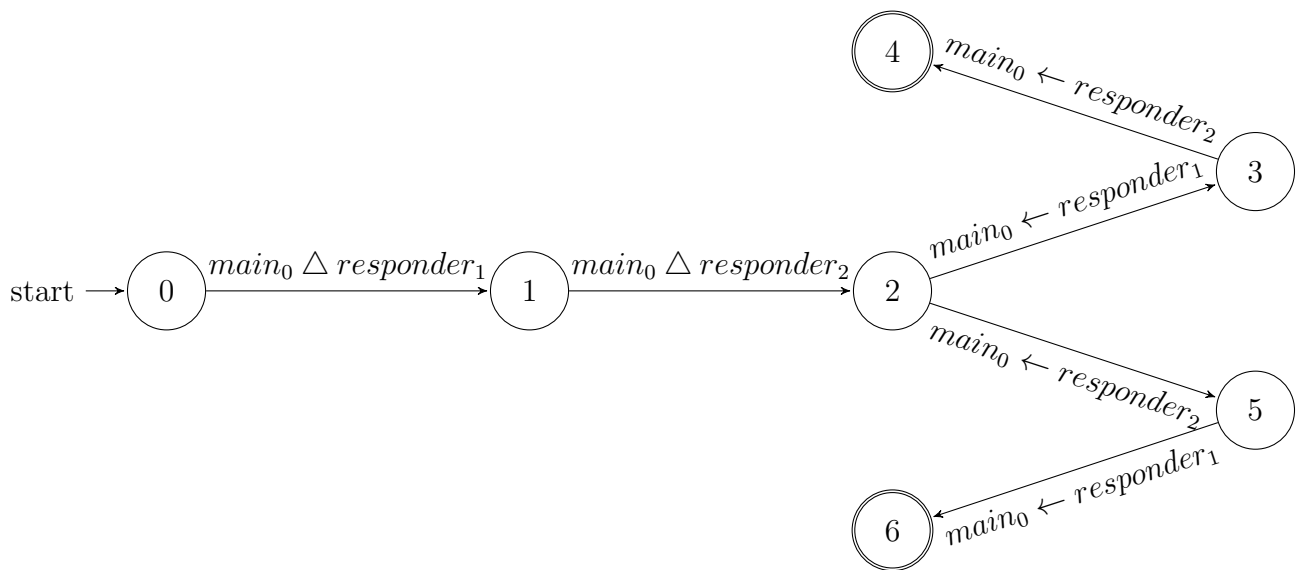 4
main₀ ← responder₂
3
main₀ ← responder₁
start
0
main₀ △ responder₁
1
main₀ △ responder₂
2
main₀ ← responder₂
5
main₀ ← responder₁
6